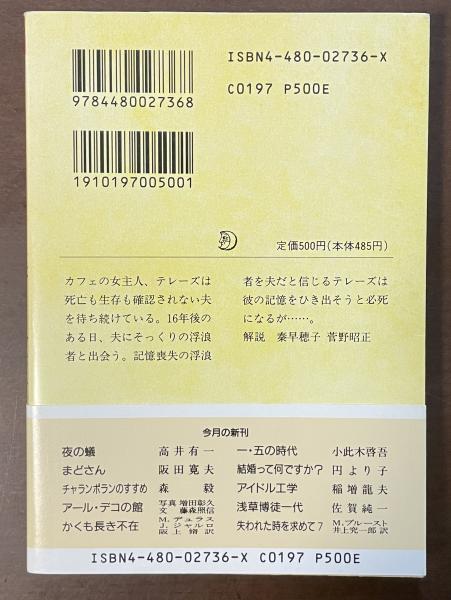 ISBN4-480-02736-X
C0197 P500E
9784480027368
1910197005001
定価500円(本体485円)
カフェの女主人、テレーズは
死亡も生存も確認されない夫
を待ち続けている。16年後の
ある日、夫にそっくりの浮浪
者と出会う。記憶喪失の浮浪
者を夫だと信じるテレーズは
彼の記憶をひき出そうと必死
になるが……。
解説 秦早穂子 菅野昭正
今月の新刊
夜の蟻 高井有一
まどさん 阪田寛夫
チャランポランのすすめ 森毅
アール・デコの館 写真 増田彰久 文 藤森照信
かくも長き不在 M.デュラス J.ジャルロ 阪上脩訳
一・五の時代 小此木啓吾
結婚って何ですか? 円より子
アイドル工学 稲増龍夫
浅草博徒一代 佐賀純一
失われた時を求めて7 M.プルースト 井上究一郎訳
ISBN4-480-02736-X C0197 P500E